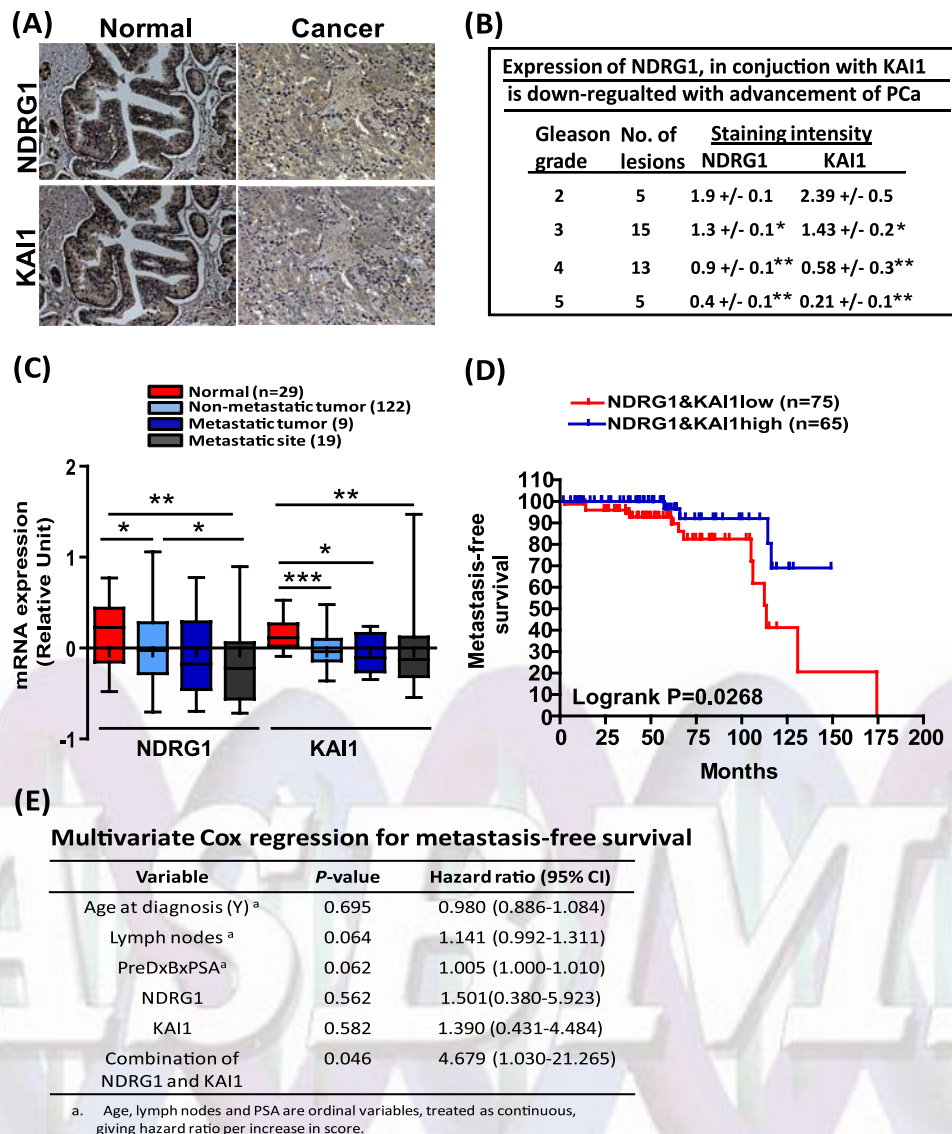 (A)
Normal Cancer
NDRG1
KAI1
(B)
Expression of NDRG1, in conjuction with KAI1
is down-regualted with advancement of PCa
Gleason grade No. of lesions Staining intensity
NDRG1 KAI1
2 5 1.9 +/- 0.1 2.39 +/- 0.5
3 15 1.3 +/- 0.1* 1.43 +/- 0.2*
4 13 0.9 +/- 0.1** 0.58 +/- 0.3**
5 5 0.4 +/- 0.1** 0.21 +/- 0.1**
(C)
Normal (n=29)
Non-metastatic tumor (122)
Metastatic tumor (9)
Metastatic site (19)
mRNA expression
(Relative Unit)
2
1
0
-1
** ** 
* * *
***
NDRG1 KAI1
(D)
NDRG1&KAI1low (n=75)
NDRG1&KAI1high (n=65)
Metastasis-free
survival
110
100
90
80
70
60
50
40
30
20
10
0
Logrank P=0.0268
0 25 50 75 100 125 150 175 200
Months
(E)
Multivariate Cox regression for metastasis-free survival
Variable P-value Hazard ratio (95% CI)
Age at diagnosis (Y) a 0.695 0.980 (0.886-1.084)
Lymph nodes a 0.064 1.141 (0.992-1.311)
PreDxBxPSAa 0.062 1.005 (1.000-1.010)
NDRG1 0.562 1.501(0.380-5.923)
KAI1 0.582 1.390 (0.431-4.484)
Combination of
NDRG1 and KAI1 0.046 4.679 (1.030-21.265)
a. Age, lymph nodes and PSA are ordinal variables, treated as continuous,
giving hazard ratio per increase in score.
ASBMB